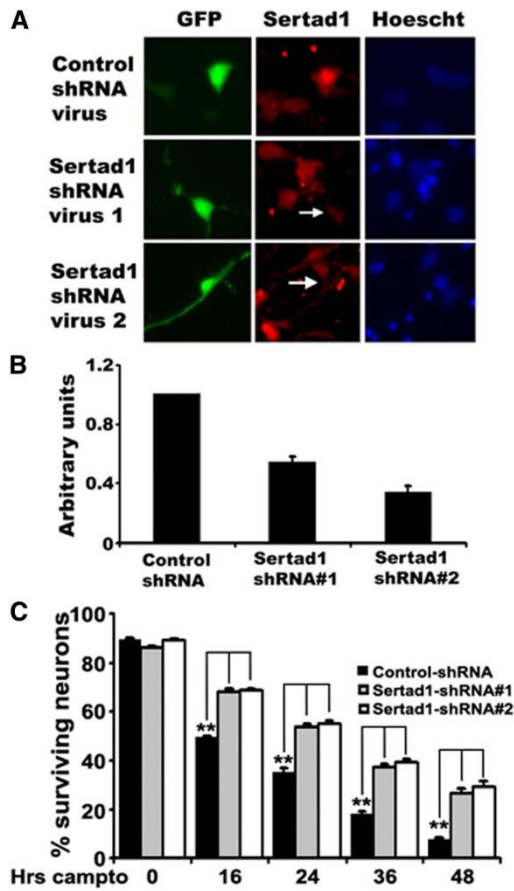 A
GFP Sertad1 Hoescht
Control
shRNA
virus
Sertad1
shRNA
virus 1
Sertad1
shRNA
virus 2
B
Arbitrary units
1.2
0.8
0.4
0
Control
shRNA
Sertad1
shRNA#1
Sertad1
shRNA#2
C
% surviving neurons
100
80
60
40
20
0
Control-shRNA
Sertad1-shRNA#1
Sertad1-shRNA#2
**
**
**
**
Hrs campto 0 16 24 36 48